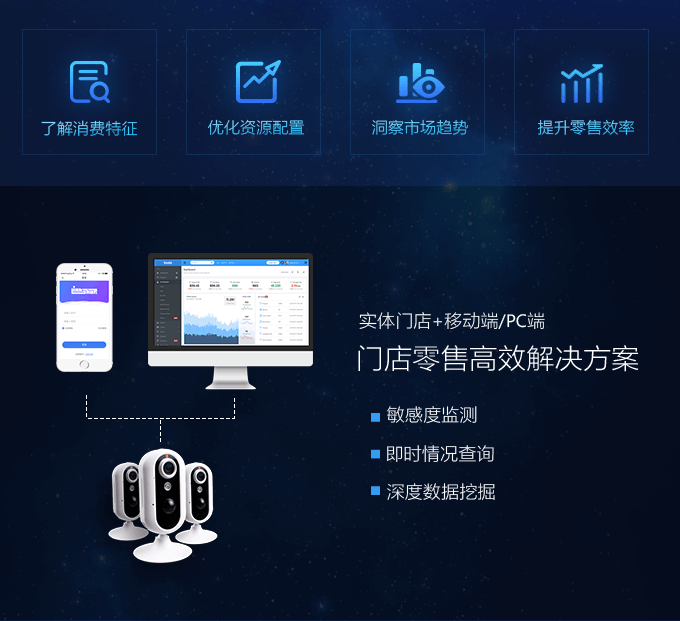 了解消费特征
优化资源配置
洞察市场趋势
提升零售效率
实体门店+移动端/PC端
门店零售高效解决方案
敏感度监测
即时情况查询
深度数据挖掘